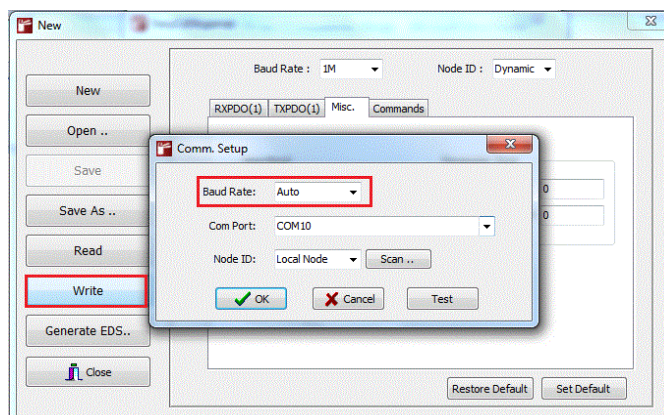 New
Baud Rate : 1M Node ID : Dynamic
New
RXPDO(1) TXPDO(1) Misc. Commands
Open ..
Comm. Setup
Save
Baud Rate: Auto
0
Save As ..
0
Com Port: COM10
Read
Node ID: Local Node Scan ..
Write
OK Cancel Test
Generate EDS..
Close
Restore Default Set Default